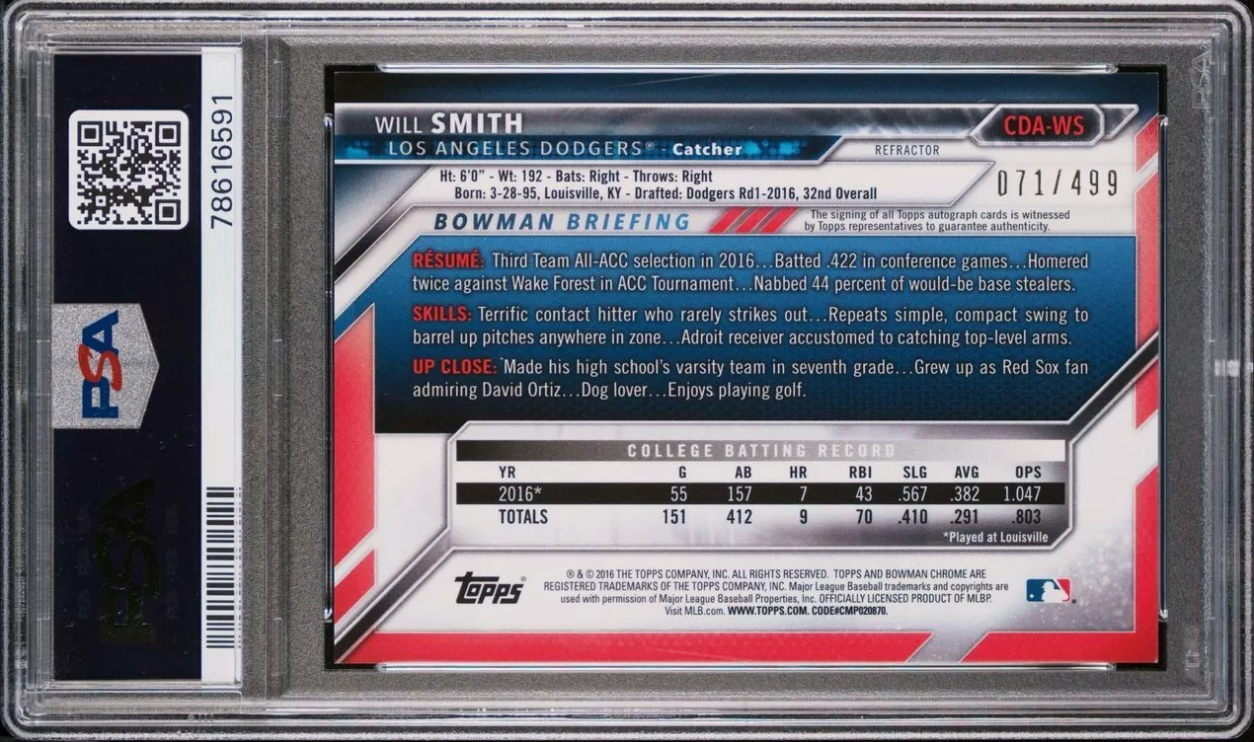 78616591
PSA
PSA
WILL SMITH
CDA-WS
LOS ANGELES DODGERS® - Catcher
REFRACTOR
Ht: 6'0" - Wt: 192 - Bats: Right - Throws: Right
Born: 3-28-95, Louisville, KY - Drafted: Dodgers Rd1-2016, 32nd Overall
071/499
BOWMAN BRIEFING
The signing of all Topps autograph cards is witnessed
by Topps representatives to guarantee authenticity.
RÉSUMÉ: Third Team All-ACC selection in 2016...Batted .422 in conference games...Homered
twice against Wake Forest in ACC Tournament...Nabbed 44 percent of would-be base stealers.
SKILLS: Terrific contact hitter who rarely strikes out...Repeats simple, compact swing to
barrel up pitches anywhere in zone...Adroit receiver accustomed to catching top-level arms.
UP CLOSE: Made his high school's varsity team in seventh grade...Grew up as Red Sox fan
admiring David Ortiz...Dog lover...Enjoys playing golf.
COLLEGE BATTING RECORD
YR G AB HR RBI SLG AVG OPS
2016* 55 157 7 43 .567 .382 1.047
TOTALS 151 412 9 70 .410 .291 .803
*Played at Louisville
Topps
® & © 2016 THE TOPPS COMPANY, INC. ALL RIGHTS RESERVED. TOPPS AND BOWMAN CHROME ARE
REGISTERED TRADEMARKS OF THE TOPPS COMPANY, INC. Major League Baseball trademarks and copyrights are
used with permission of Major League Baseball Properties, Inc. OFFICIALLY LICENSED PRODUCT OF MLBP.
Visit MLB.com. WWW.TOPPS.COM. CODE#CMP020870.